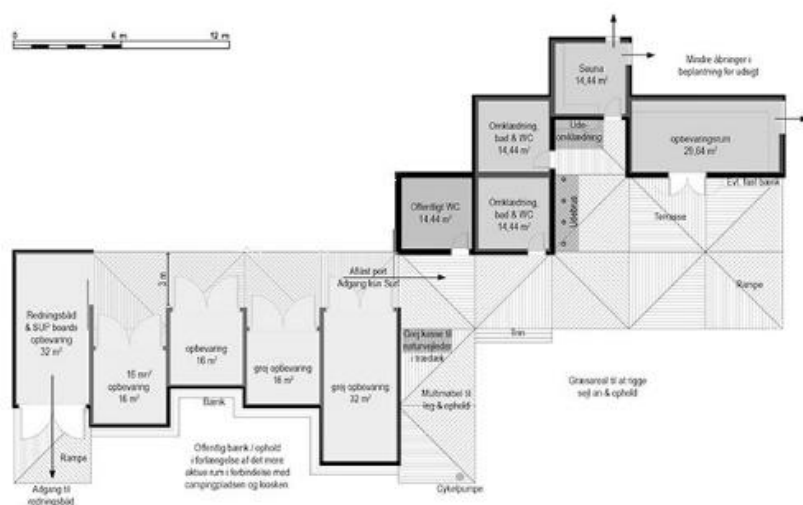 0 6 m 12 m
Sauna
14,44 m²
Mindre åbninger i
beplantning for udsigt
Omklædning,
bad & WC
14,44 m²
Ude-
omklædning
opbevaringsrum
29,64 m²
Offentligt WC
14,44 m²
Omklædning,
bad & WC
14,44 m²
Udebrus
Evt. fast bænk
Terrasse
Rampe
3 m
Aflåst port
Adgang kun Surf
Redningsbåd
& SUP boards
opbevaring
32 m²
16 m²
opbevaring
16 m²
opbevaring
16 m²
grej opbevaring
16 m²
grej opbevaring
32 m²
Grej kasse til
naturvejleder
i trædæk
Trin
Multimøbel til
leg & ophold
Græsareal til at rigge
sejl an & ophold
Bænk
Offentlig bænk / ophold
i forlængelse af det mere
aktive rum i forbindelse med
campingpladsen og kiosken.
Rampe
Adgang til
redningsbåd
Cykelpumpe